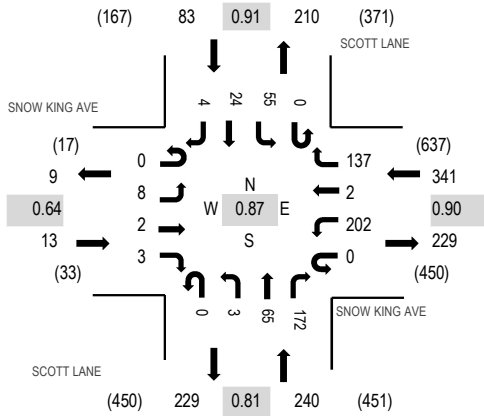 (167) 83 0.91 210 (371)
SCOTT LANE
4 24 55 0
SNOW KING AVE
(17)
(637)
0
137
9
341
8
N
2
0.64
W 0.87 E
0.90
2
202
13
S
229
3
0
(33)
(450)
0 3 65 172
SNOW KING AVE
SCOTT LANE
(450) 229 0.81 240 (451)